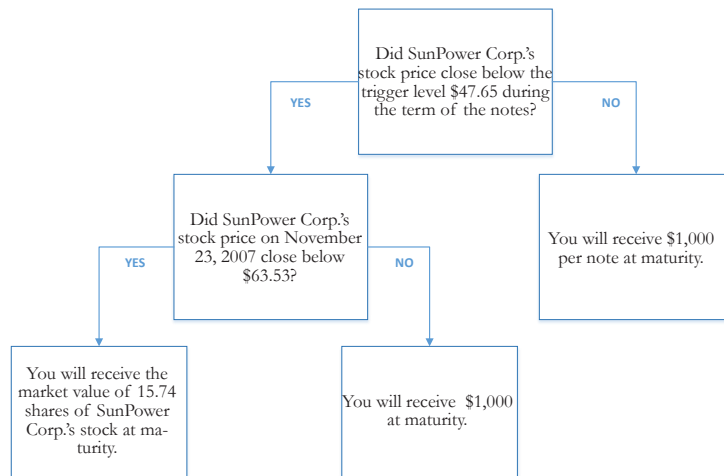 Did SunPower Corp.'s
stock price close below the
trigger level $47.65 during
the term of the notes?
YES
NO
Did SunPower Corp.'s
stock price on November
23, 2007 close below
$63.53?
You will receive $1,000
per note at maturity.
YES
NO
You will receive the
market value of 15.74
shares of SunPower
Corp.'s stock at ma-
turity.
You will receive $1,000
at maturity.